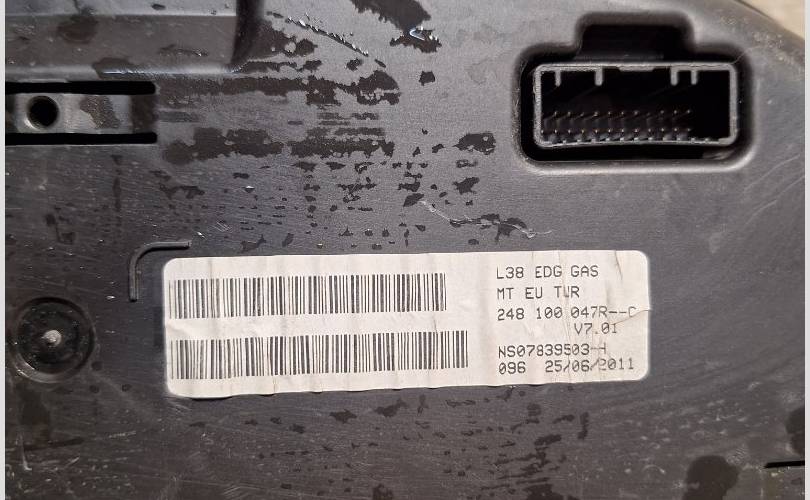 L38 EDG GAS
MT EU TUR
248 100 047R--C
V7.01
NS07839503-H
096 25/06/2011